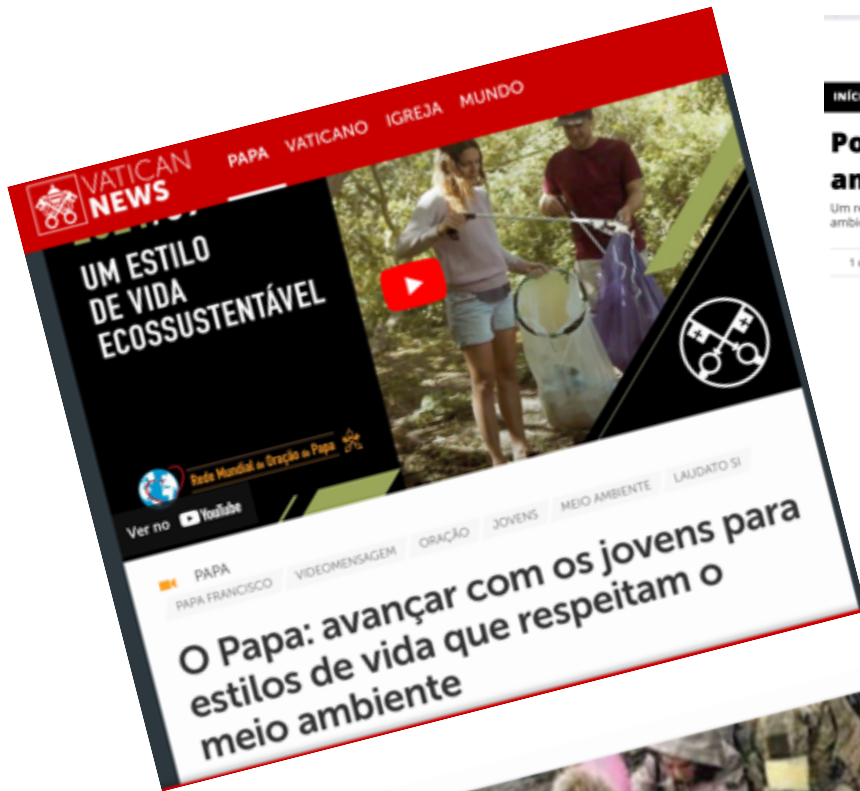 VATICAN
NEWS
PAPA VATICANO IGREJA MUNDO
UM ESTILO
DE VIDA
ECOSSUSTENTÁVEL
Rede Mundial de Oração do Papa
Ver no YouTube
PAPA
PAPA FRANCISCO VIDEOMENSAGEM ORAÇÃO JOVENS MEIO AMBIENTE LAUDATO SI
O Papa: avançar com os jovens para
estilos de vida que respeitam o
meio ambiente